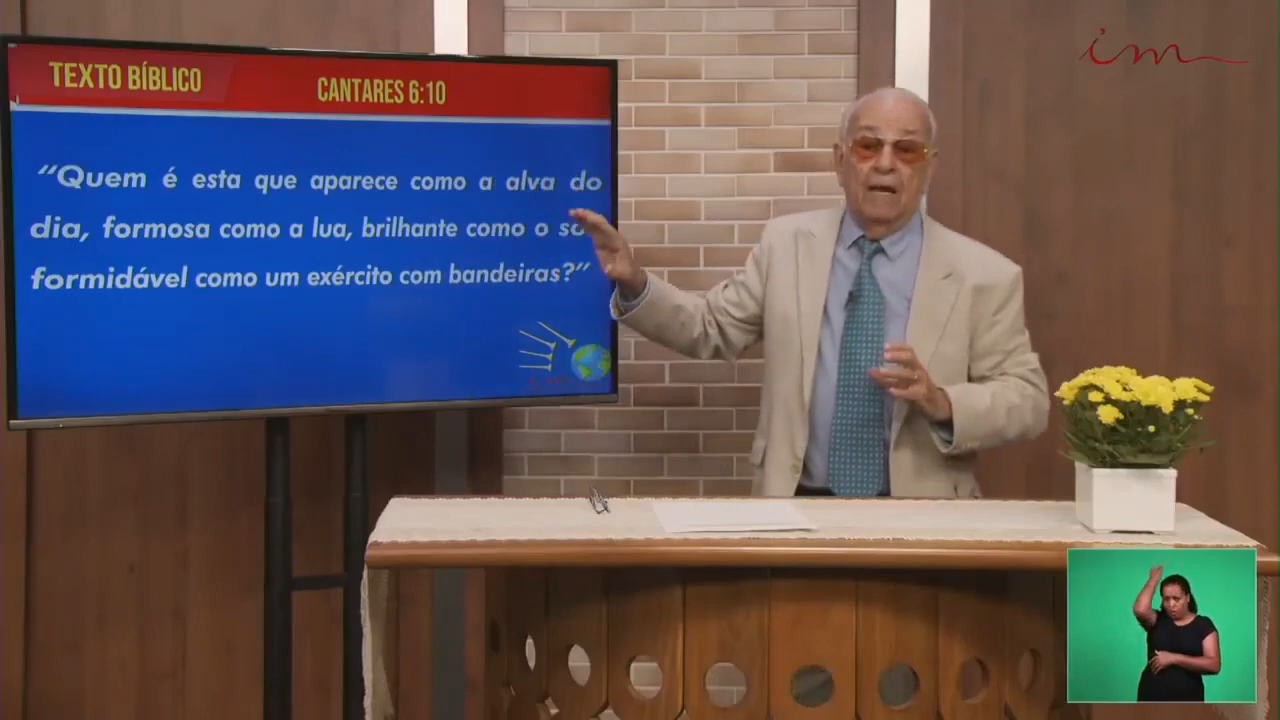 TEXTO BÍBLICO CANTARES 6:10
“Quem é esta que aparece como a alva do
dia, formosa como a lua, brilhante como o
formidável como um exército com bandeiras?”
im